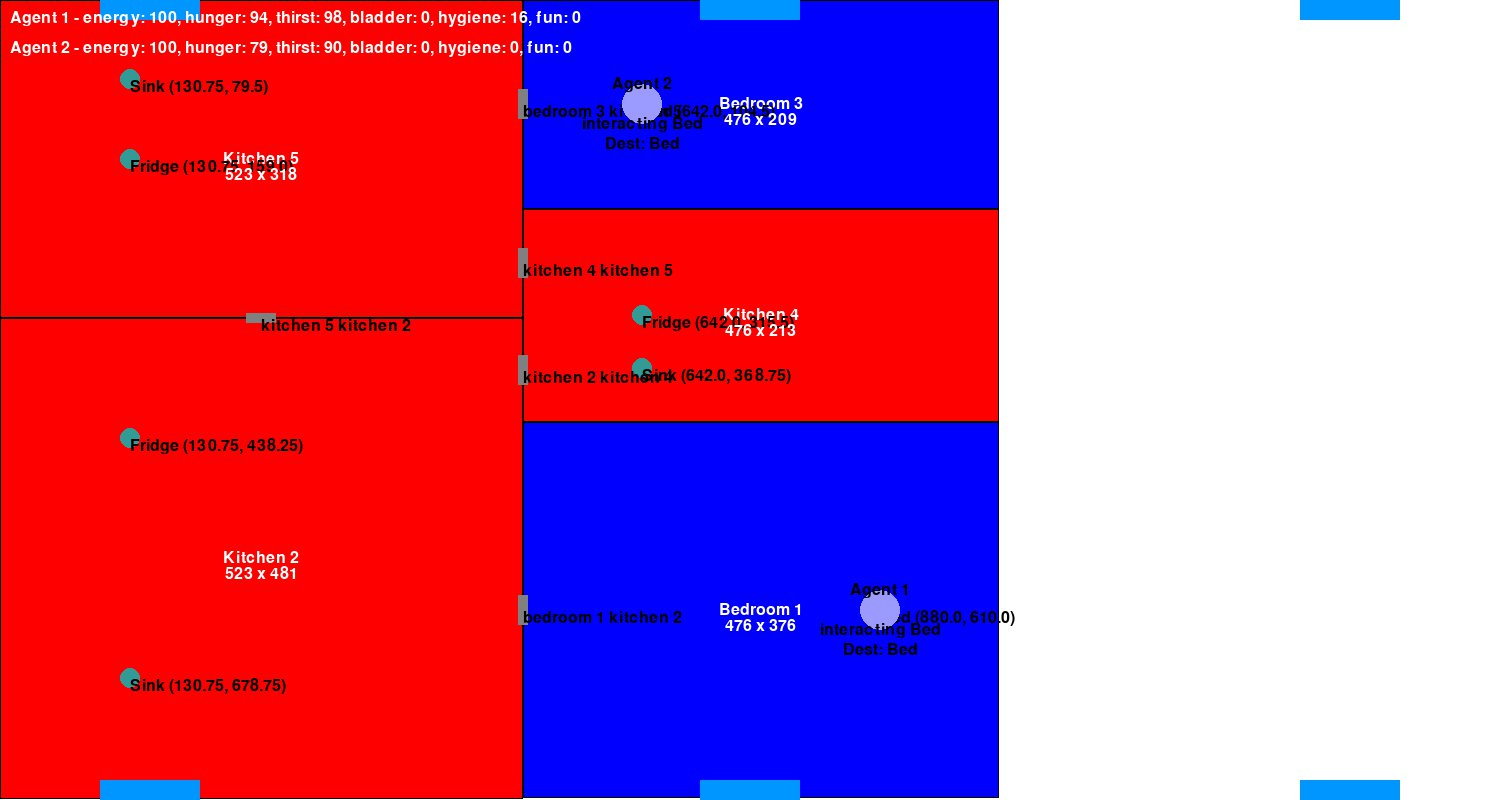 Agent 1 - energy: 100, hunger: 94, thirst: 98, bladder: 0, hygiene: 16, fun: 0
Agent 2 - energy: 100, hunger: 79, thirst: 90, bladder: 0, hygiene: 0, fun: 0
Sink (130.75, 79.5)
Agent 2
Bedroom 3
476 x 209
bedroom 3
interacting Bed
Dest: Bed
Kitchen 5
523 x 318
Fridge (130.75, 159.0)
kitchen 4 kitchen 5
Kitchen 4
476 x 213
Fridge (642.0,
kitchen 5 kitchen 2
kitchen 2 kitchen 4
Sink (642.0, 368.75)
Fridge (130.75, 438.25)
Kitchen 2
523 x 481
Agent 1
Bedroom 1
476 x 376
bedroom 1 kitchen 2
(880.0, 610.0)
interacting Bed
Dest: Bed
Sink (130.75, 678.75)